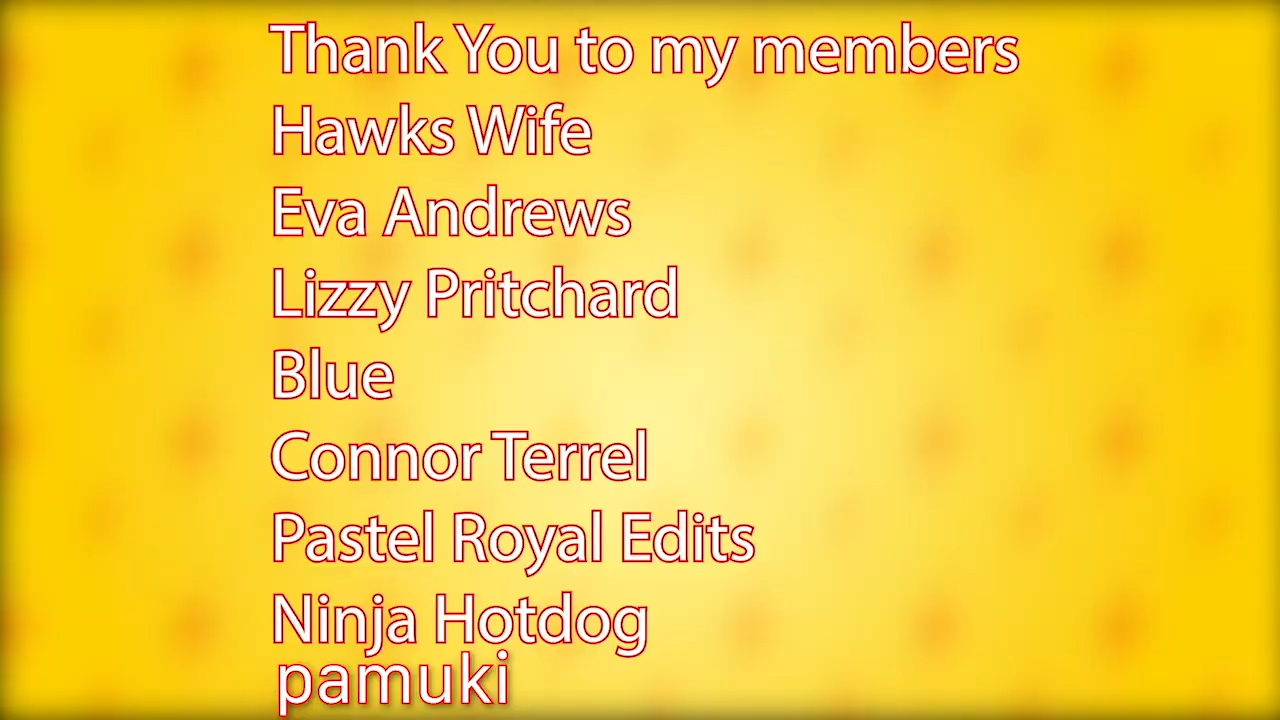 Thank You to my members
Hawks Wife
Eva Andrews
Lizzy Pritchard
Blue
Connor Terrel
Pastel Royal Edits
Ninja Hotdog
pamuki